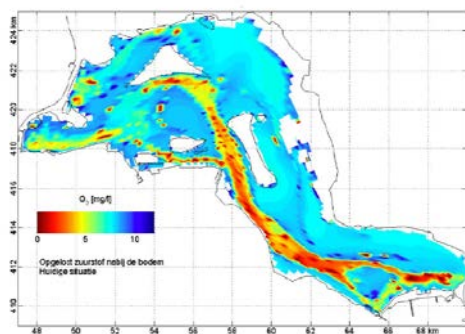 424 km
422
420
418
416
414
412
410
O₂ [mg/l]
0 5 10
Opgelost zuurstof nabij de bodem
Huidige situatie
48 50 52 54 56 58 60 62 64 66 68 km